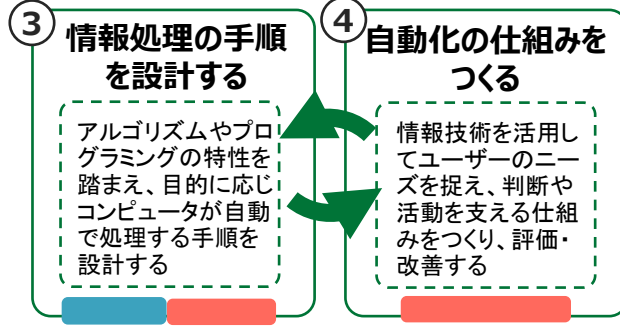 ③
情報処理の手順
を設計する
アルゴリズムやプロ
グラミングの特性を
踏まえ、目的に応じ
コンピュータが自動
で処理する手順を
設計する
④
自動化の仕組みを
つくる
情報技術を活用し
てユーザーのニー
ズを捉え、判断や
活動を支える仕組
みをつくり、評価・
改善する